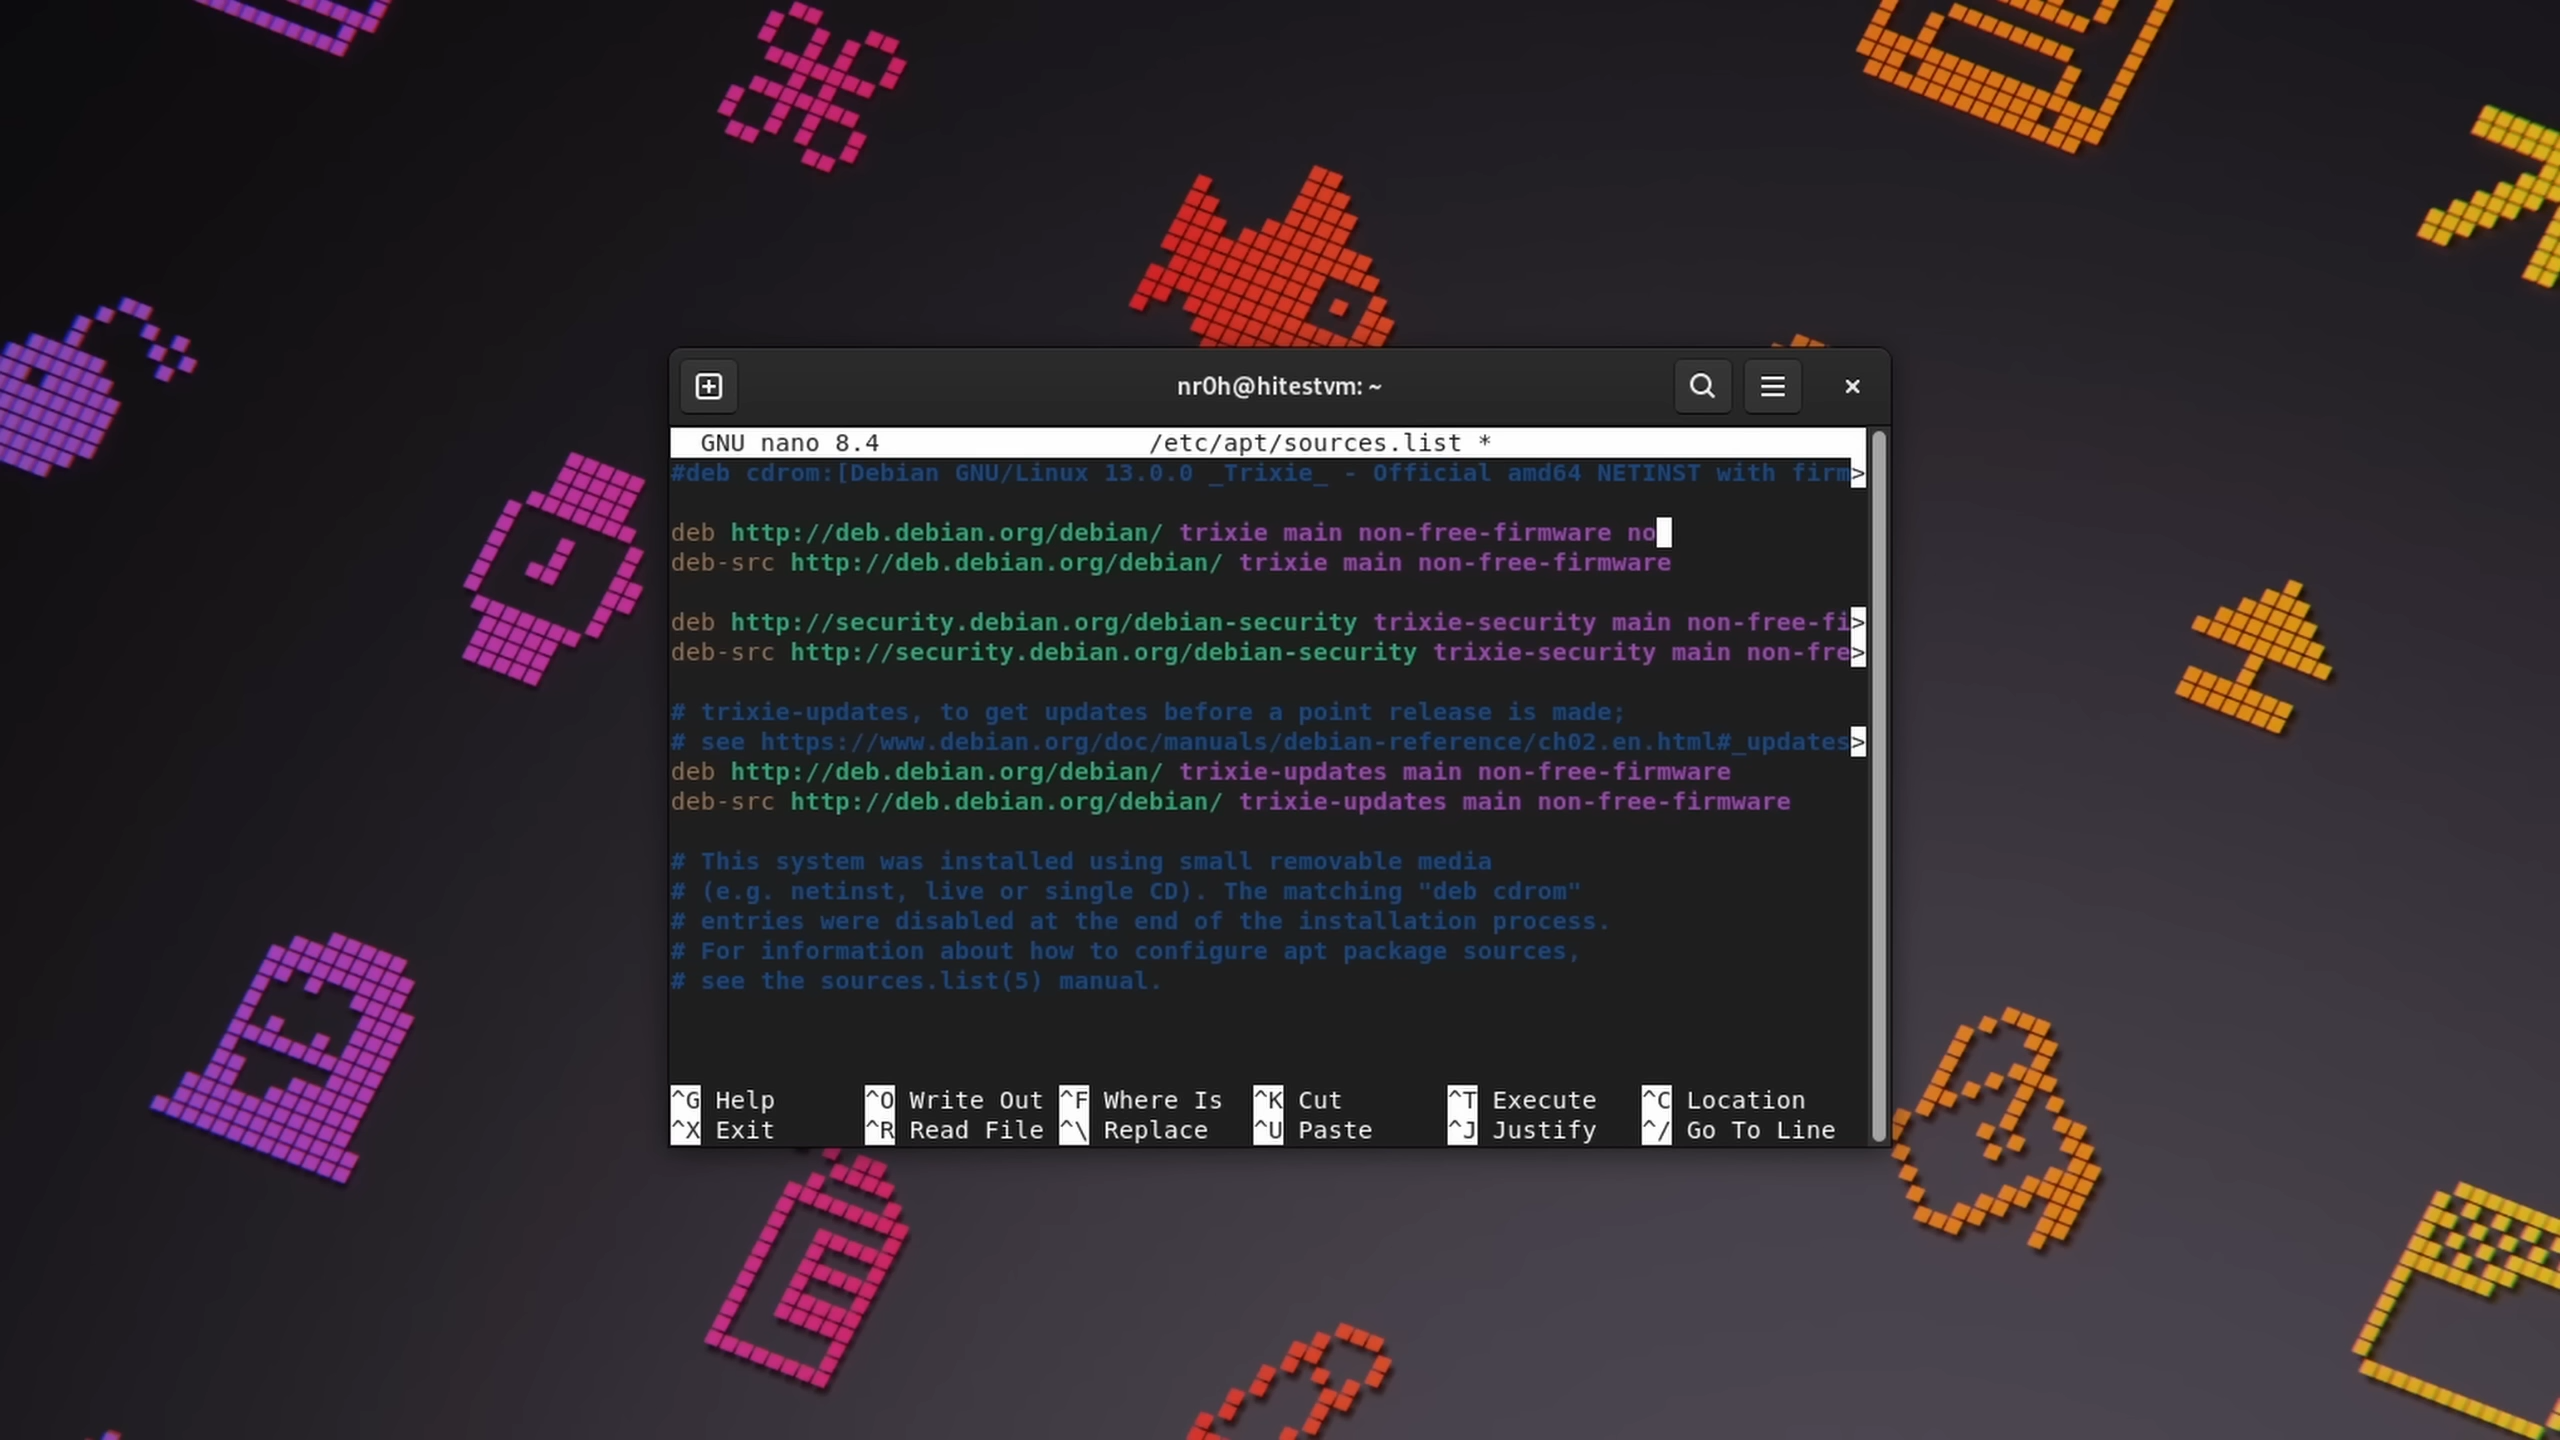 nr0h@hitestvm: ~
GNU nano 8.4 /etc/apt/sources.list *
#deb cdrom:[Debian GNU/Linux 13.0.0 _Trixie_ - Official amd64 NETINST with firm>
deb http://deb.debian.org/debian/ trixie main non-free-firmware no
deb-src http://deb.debian.org/debian/ trixie main non-free-firmware
deb http://security.debian.org/debian-security trixie-security main non-free-fi>
deb-src http://security.debian.org/debian-security trixie-security main non-fre>
# trixie-updates, to get updates before a point release is made;
# see https://www.debian.org/doc/manuals/debian-reference/ch02.en.html#_updates>
deb http://deb.debian.org/debian/ trixie-updates main non-free-firmware
deb-src http://deb.debian.org/debian/ trixie-updates main non-free-firmware
# This system was installed using small removable media
# (e.g. netinst, live or single CD). The matching "deb cdrom"
# entries were disabled at the end of the installation process.
# For information about how to configure apt package sources,
# see the sources.list(5) manual.
^G Help ^O Write Out ^F Where Is ^K Cut ^T Execute ^C Location
^X Exit ^R Read File ^\ Replace ^U Paste ^J Justify ^/ Go To Line